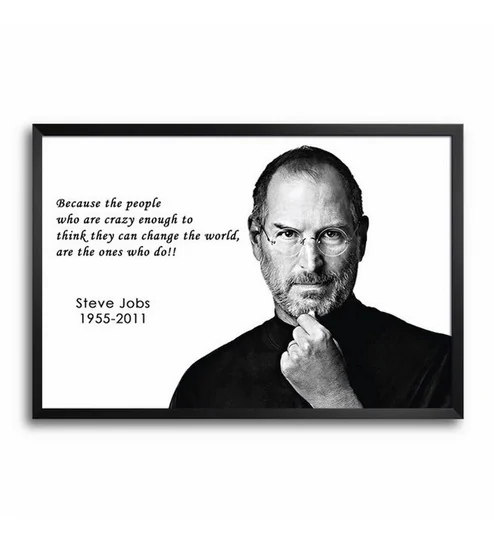 Because the people
who are crazy enough to
think they can change the world,
are the ones who do!!
Steve Jobs
1955-2011